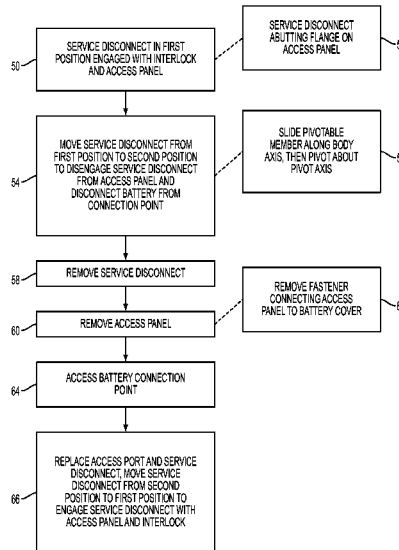 SERVICE DISCONNECT IN FIRST
POSITION ENGAGED WITH INTERLOCK
AND ACCESS PANEL
50
SERVICE DISCONNECT
ABUTTING FLANGE ON
ACCESS PANEL
5
MOVE SERVICE DISCONNECT FROM
FIRST POSITION TO SECOND POSITION
TO DISENGAGE SERVICE DISCONNECT
FROM ACCESS PANEL AND
DISCONNECT BATTERY FROM
CONNECTION POINT
54
SLIDE PIVOTABLE
MEMBER ALONG BODY
AXIS, THEN PIVOT ABOUT
PIVOT AXIS
5
58
REMOVE SERVICE DISCONNECT
60
REMOVE ACCESS PANEL
REMOVE FASTENER
CONNECTING ACCESS
PANEL TO BATTERY COVER
6
64
ACCESS BATTERY CONNECTION
POINT
66
REPLACE ACCESS PORT AND SERVICE
DISCONNECT, MOVE SERVICE
DISCONNECT FROM SECOND
POSITION TO FIRST POSITION TO
ENGAGE SERVICE DISCONNECT WITH
ACCESS PANEL AND INTERLOCK